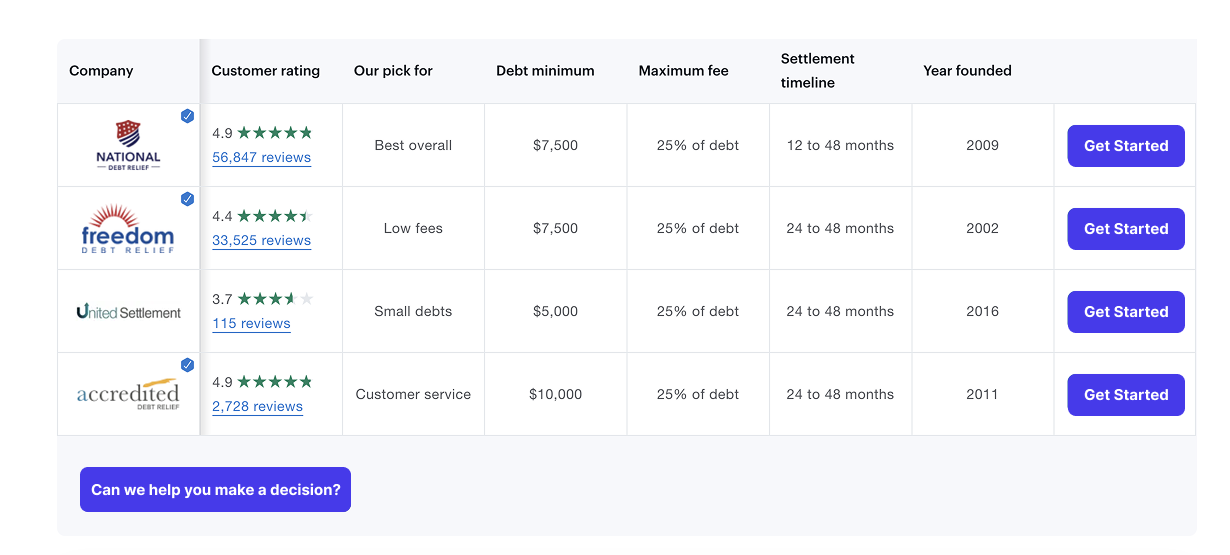 Company
Customer rating
Our pick for
Debt minimum
Maximum fee
Settlement
timeline
Year founded
NATIONAL
DEBT RELIEF
4.9
56,847 reviews
Best overall
$7,500
25% of debt
12 to 48 months
2009
Get Started
freedom
DEBT RELIEF
4.4
33,525 reviews
Low fees
$7,500
25% of debt
24 to 48 months
2002
Get Started
United Settlement
3.7
115 reviews
Small debts
$5,000
25% of debt
24 to 48 months
2016
Get Started
accredited
DEBT RELIEF
4.9
2,728 reviews
Customer service
$10,000
25% of debt
24 to 48 months
2011
Get Started
Can we help you make a decision?